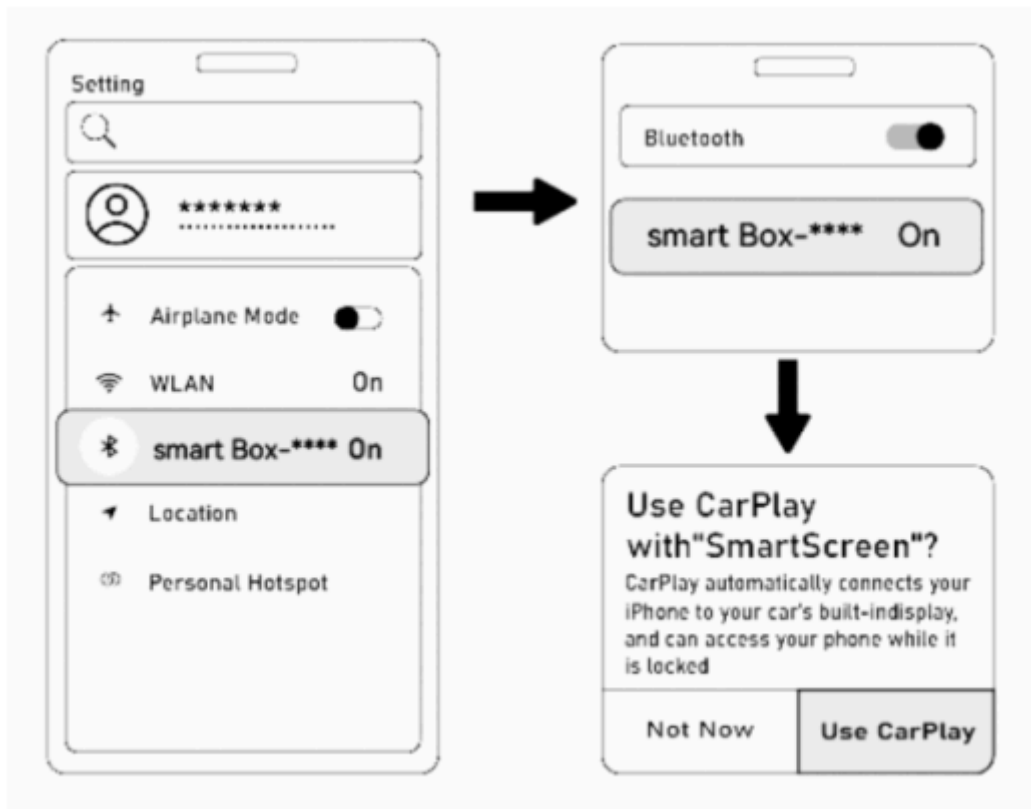 Setting
*******
Airplane Mode
WLAN On
smart Box-**** On
Location
Personal Hotspot
Bluetooth
smart Box-**** On
Use CarPlay
with"SmartScreen"?
CarPlay automatically connects your
iPhone to your car's built-indisplay,
and can access your phone while it
is locked
Not Now Use CarPlay